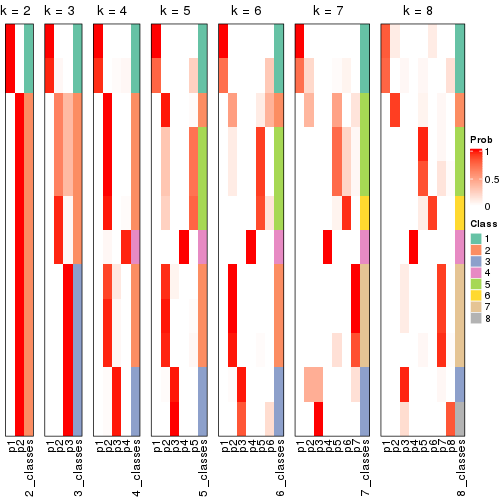 k = 2 k = 3 k = 4 k = 5 k = 6 k = 7 k = 8
Prob
1
0.5
0
Class
1
2
3
4
5
6
7
8
p1 p2 2_classes
p1 p2 p3 3_classes
p1 p2 p3 p4 4_classes
p1 p2 p3 p4 p5 5_classes
p1 p2 p3 p4 p5 p6 6_classes
p1 p2 p3 p4 p5 p6 p7 7_classes
p1 p2 p3 p4 p5 p6 p7 p8 8_classes